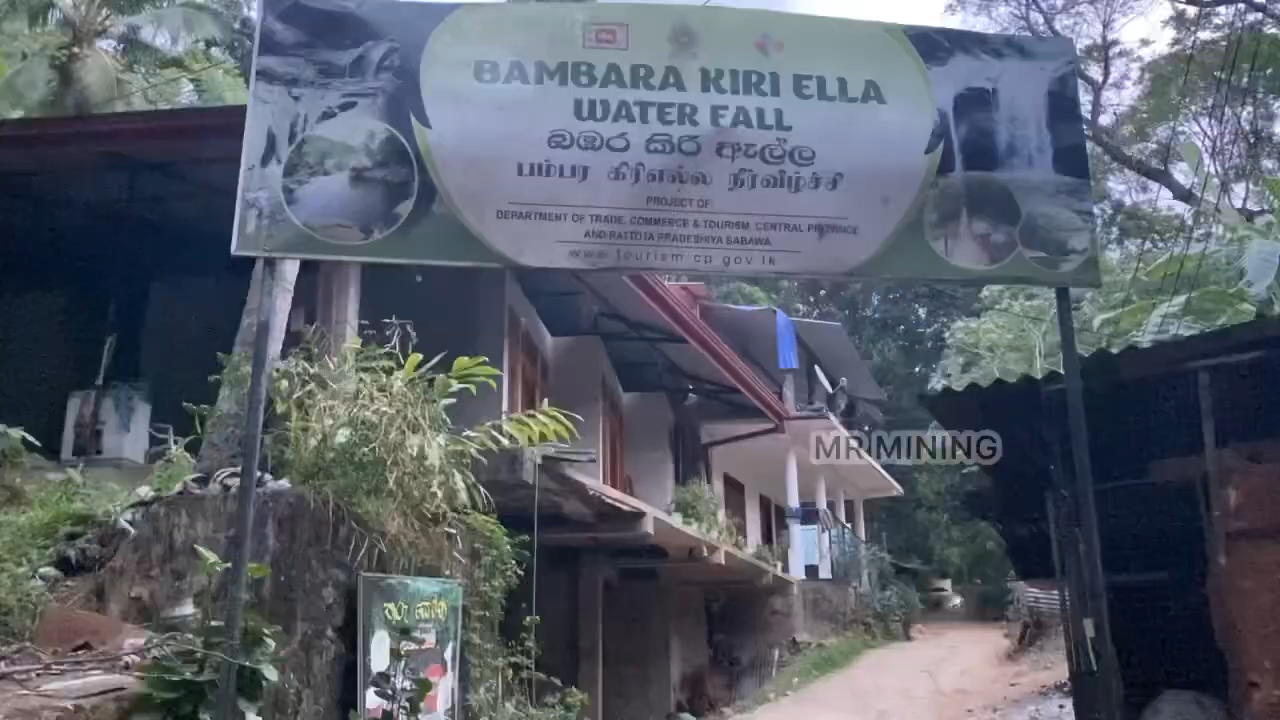 BAMBARA KIRI ELLA
WATER FALL
බඹර කිරි ඇල්ල
பம்பர கிரிஎல்ல நீர்வீழ்ச்சி
PROJECT OF
DEPARTMENT OF TRADE, COMMERCE & TOURISM, CENTRAL PROVINCE
AND RATTOTA PRADESHIYA SABAWA
www.tourism.cp.gov.lk
MR MINING